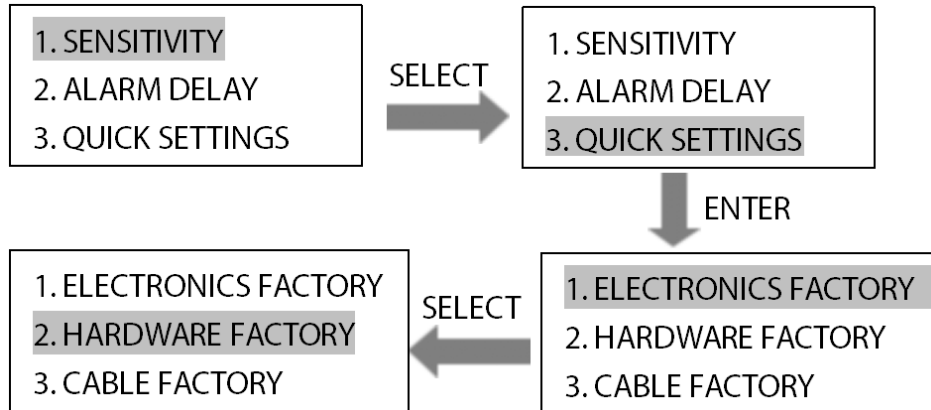 1. SENSITIVITY
2. ALARM DELAY
3. QUICK SETTINGS
SELECT
1. SENSITIVITY
2. ALARM DELAY
3. QUICK SETTINGS
ENTER
1. ELECTRONICS FACTORY
2. HARDWARE FACTORY
3. CABLE FACTORY
SELECT
1. ELECTRONICS FACTORY
2. HARDWARE FACTORY
3. CABLE FACTORY